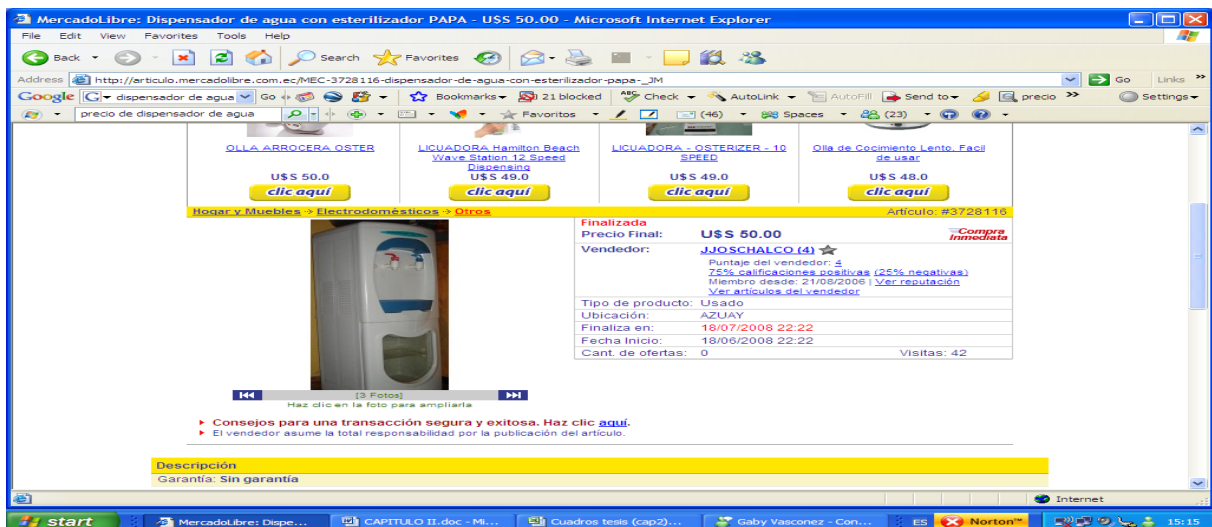 MercadoLibre: Dispensador de agua con esterilizador PAPA - U$S 50.00 - Microsoft Internet Explorer
File Edit View Favorites Tools Help
Back Search Favorites
Address http://articulo.mercadolibre.com.ec/MEC-3728116-dispensador-de-agua-con-esterilizador-papa-_JM Go Links »
Google G dispensador de agua Go Bookmarks 21 blocked ABC Check AutoLink AutoFill Send to precio » Settings
precio de dispensador de agua Favorites (46) Spaces (23)
OLLA ARROCERA OSTER
U$S 50.0
clic aquí
LICUADORA Hamilton Beach
Wave Station 12 Speed
Dispensing
U$S 49.0
clic aquí
LICUADORA - OSTERIZER - 10
SPEED
U$S 49.0
clic aquí
Olla de Cocimiento Lento, Facil
de usar
U$S 48.0
clic aquí
Hogar y Muebles → Electrodomésticos → Otros Artículo: #3728116
Finalizada
Precio Final: U$S 50.00 Compra
Inmediata
Vendedor: JJOSCHALCO (4)
Puntaje del vendedor: 4
75% calificaciones positivas (25% negativas)
Miembro desde: 21/08/2006 | Ver reputación
Ver artículos del vendedor
Tipo de producto: Usado
Ubicación: AZUAY
Finaliza en: 18/07/2008 22:22
Fecha Inicio: 18/06/2008 22:22
Cant. de ofertas: 0 Visitas: 42
[3 Fotos]
Haz clic en la foto para ampliarla
Consejos para una transacción segura y exitosa. Haz clic aquí.
El vendedor asume la total responsabilidad por la publicación del artículo.
Descripción
Garantía: Sin garantía
Internet
start MercadoLibre: Dispe... CAPITULO II.doc - Mi... Cuadros tesis (cap2)... Gaby Vasconez - Con... ES Norton™ 15:15